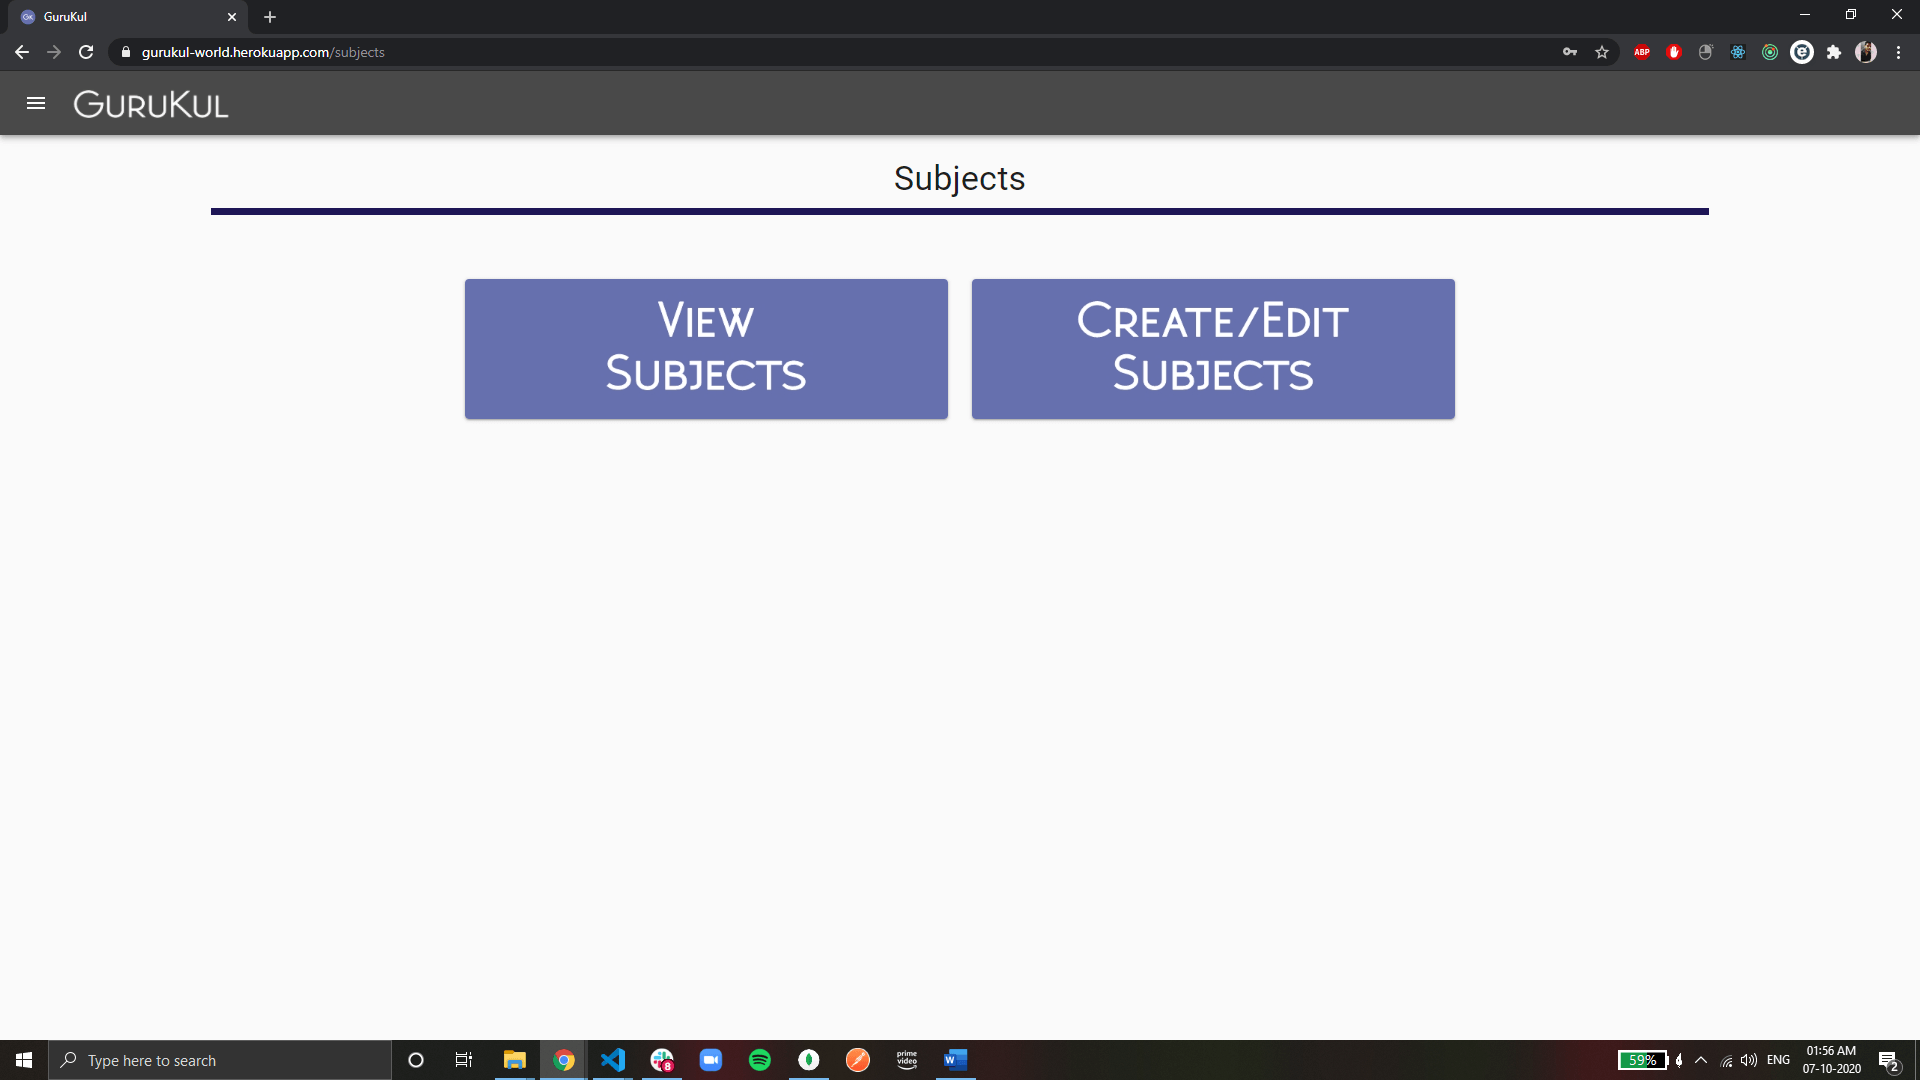 GuruKul
gurukul-world.herokuapp.com/subjects
ABP
GURUKUL
Subjects
VIEW
SUBJECTS
CREATE/EDIT
SUBJECTS
Type here to search
8
prime
video
W
59%
ENG
01:56 AM
07-10-2020
2